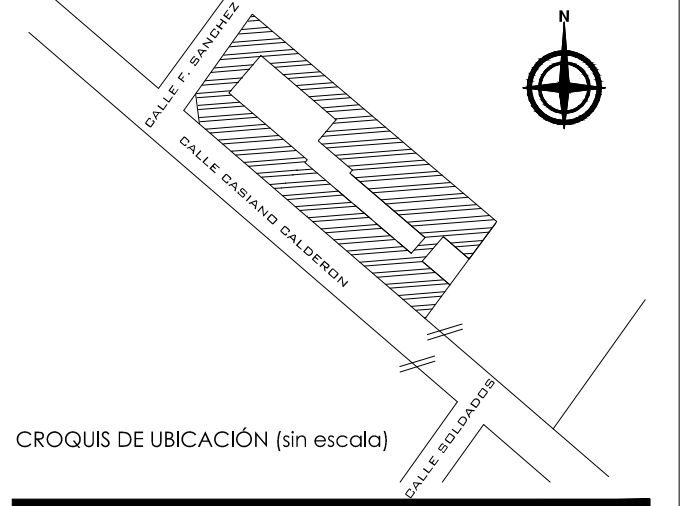 N
CALLE F. SANCHEZ
CALLE CASIANO CALDERON
CALLE SOLDADOS
CROQUIS DE UBICACIÓN (sin escala)